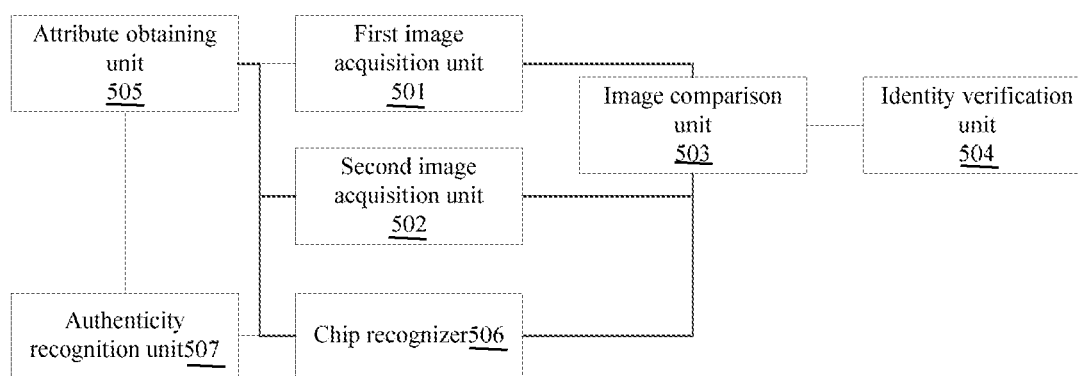 Attribute obtaining
unit
505
First image
acquisition unit
501
Image comparison
unit
503
Identity verification
unit
504
Second image
acquisition unit
502
Authenticity
recognition unit507
Chip recognizer506